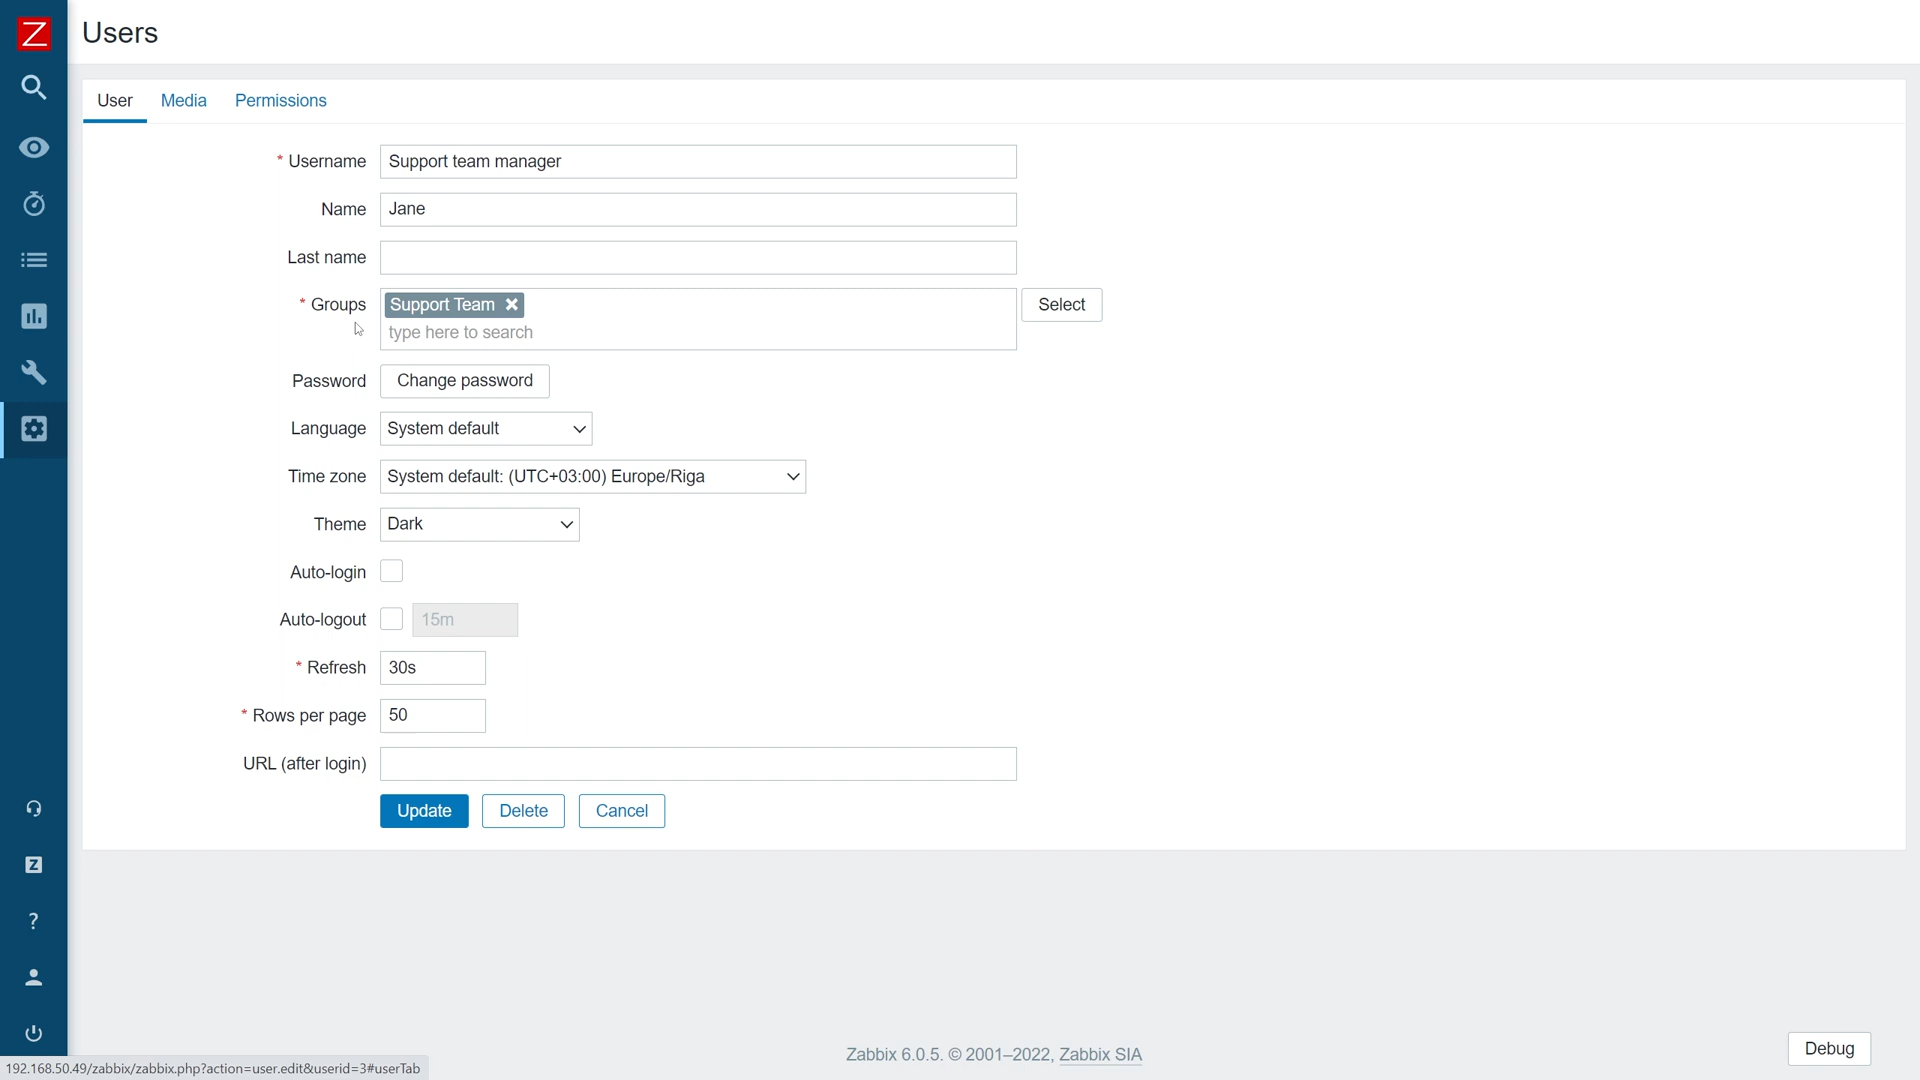 Z
Users
User Media Permissions
* Username Support team manager
Name Jane
Last name
* Groups Support Team Select
type here to search
Password Change password
Language System default
Time zone System default: (UTC+03:00) Europe/Riga
Theme Dark
Auto-login
Auto-logout 15m
* Refresh 30s
* Rows per page 50
URL (after login)
Update Delete Cancel
Z
?
Zabbix 6.0.5. © 2001–2022, Zabbix SIA
Debug
192.168.50.49/zabbix/zabbix.php?action=user.edit&userid=3#userTab